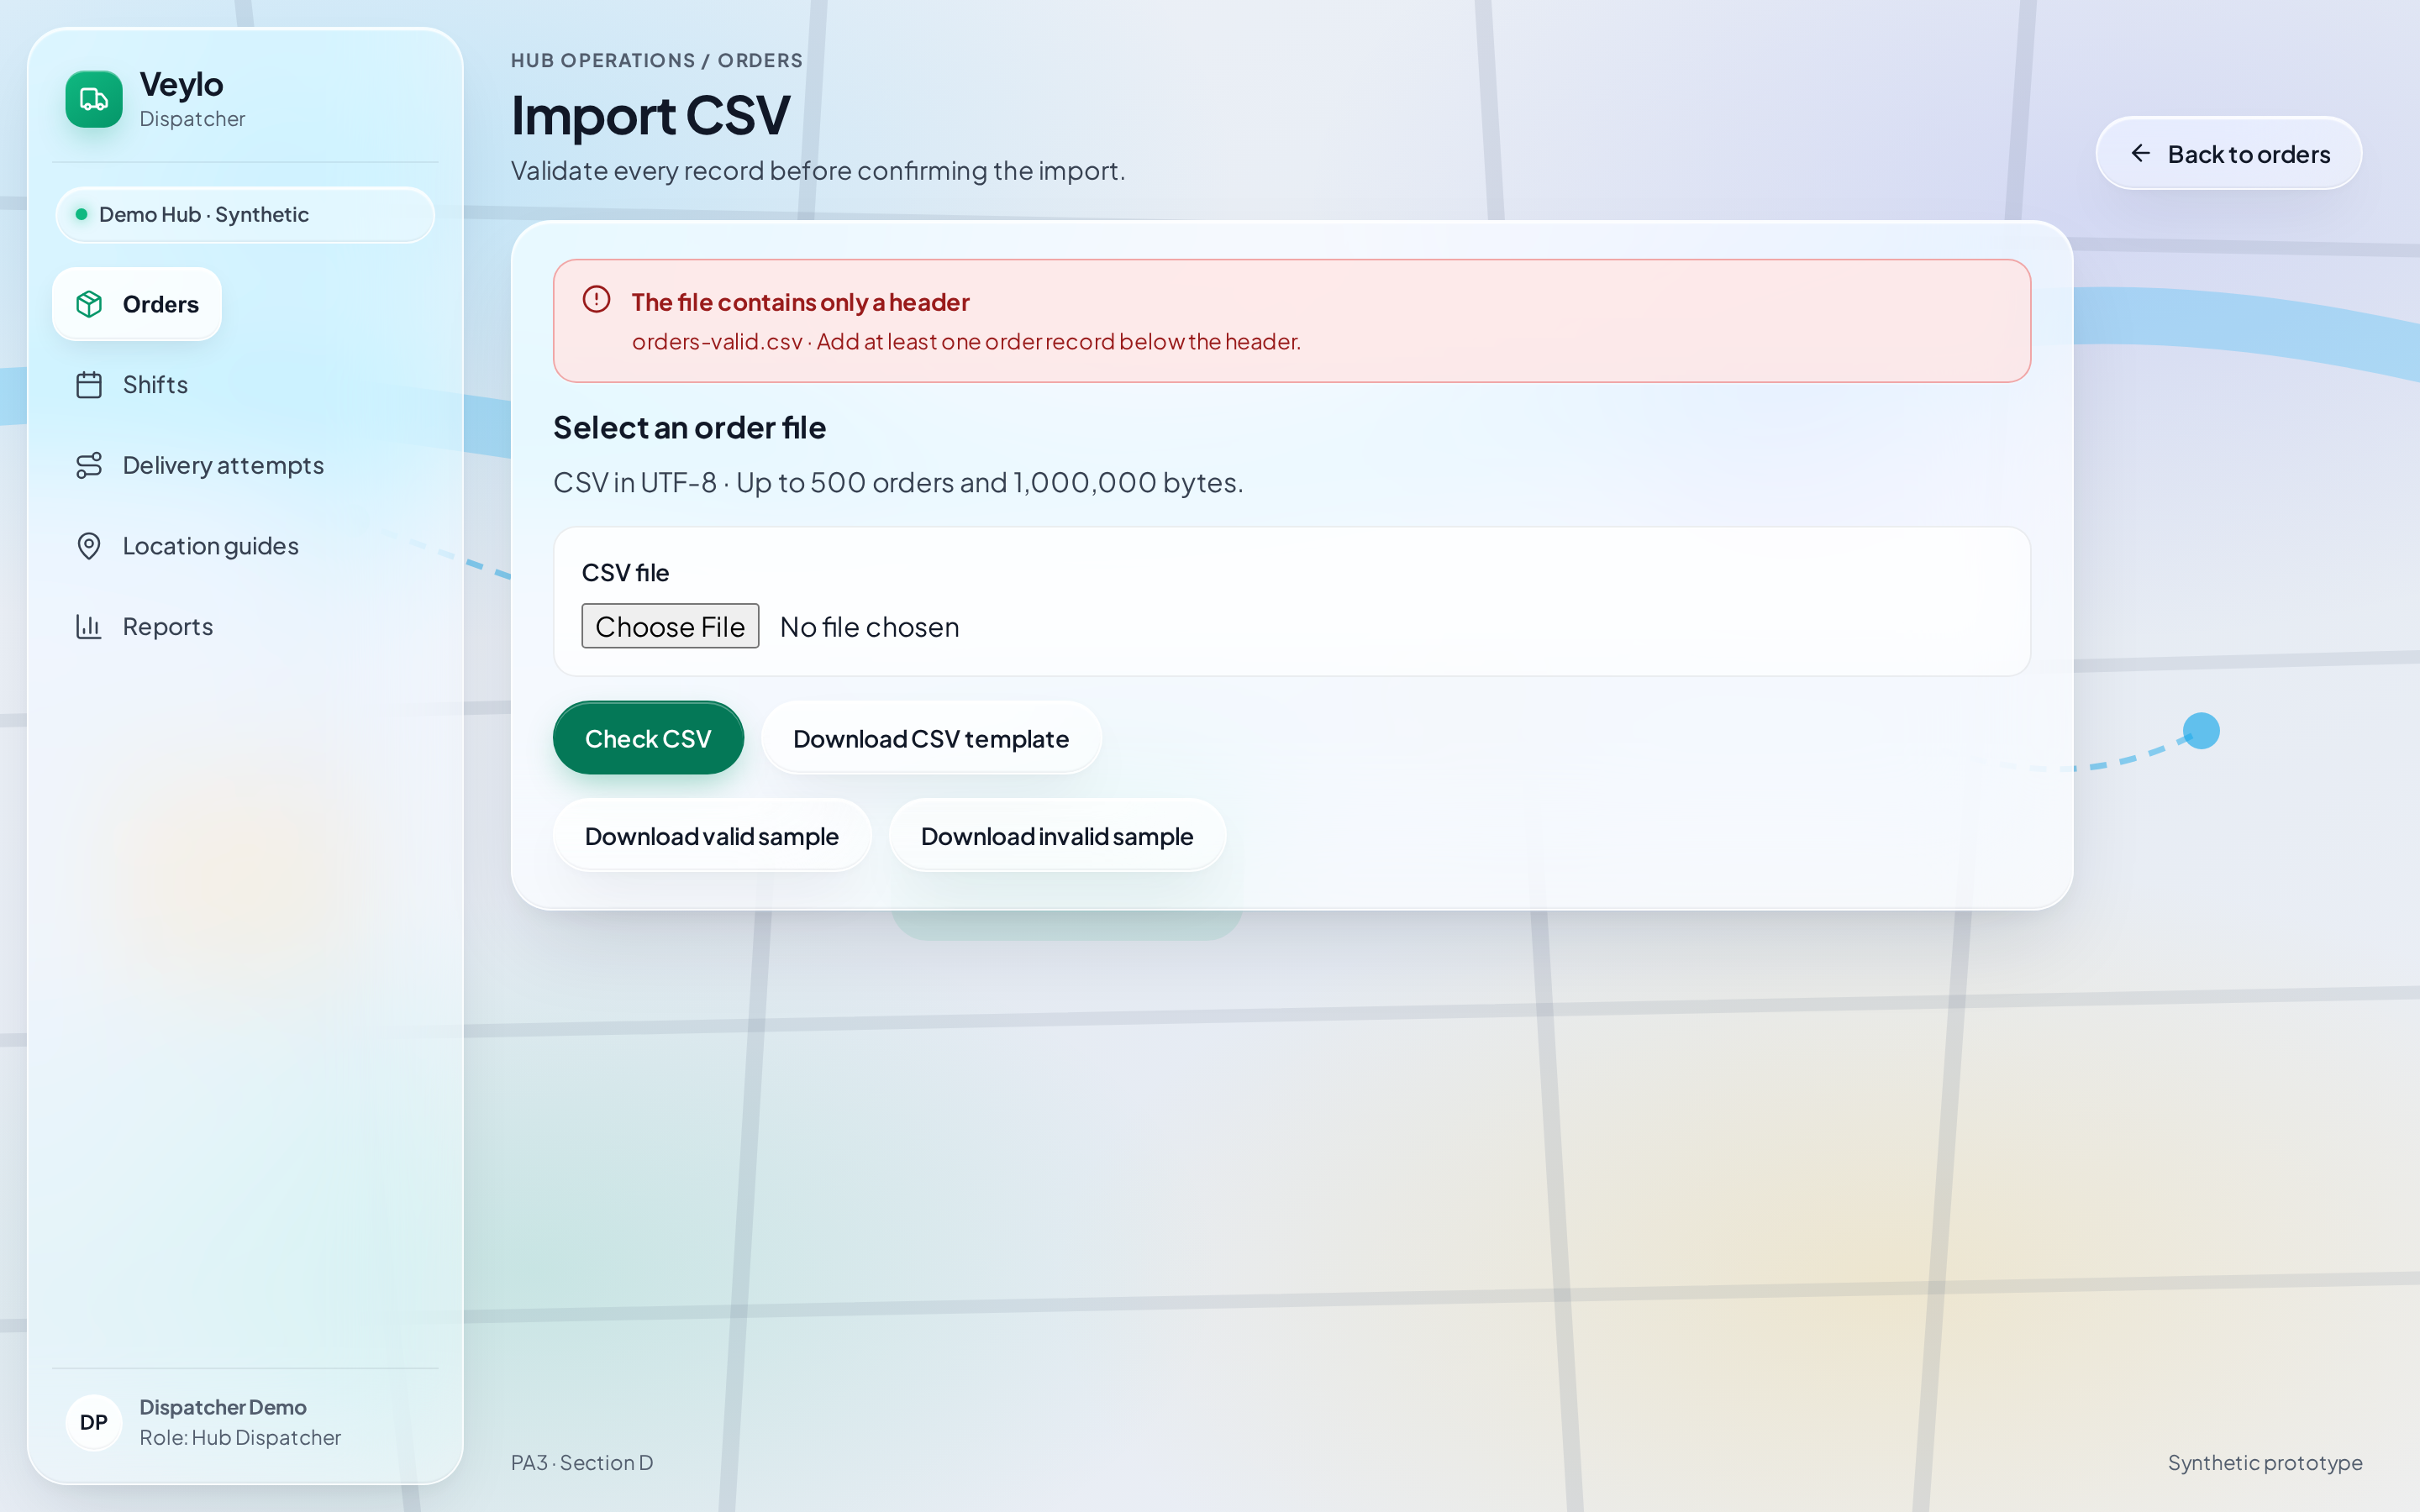 Veylo
Dispatcher
Demo Hub · Synthetic
Orders
Shifts
Delivery attempts
Location guides
Reports
DP
Dispatcher Demo
Role: Hub Dispatcher
HUB OPERATIONS / ORDERS
Import CSV
Validate every record before confirming the import.
Back to orders
The file contains only a header
orders-valid.csv · Add at least one order record below the header.
Select an order file
CSV in UTF-8 · Up to 500 orders and 1,000,000 bytes.
CSV file
Choose File No file chosen
Check CSV Download CSV template
Download valid sample Download invalid sample
PA3 · Section D
Synthetic prototype